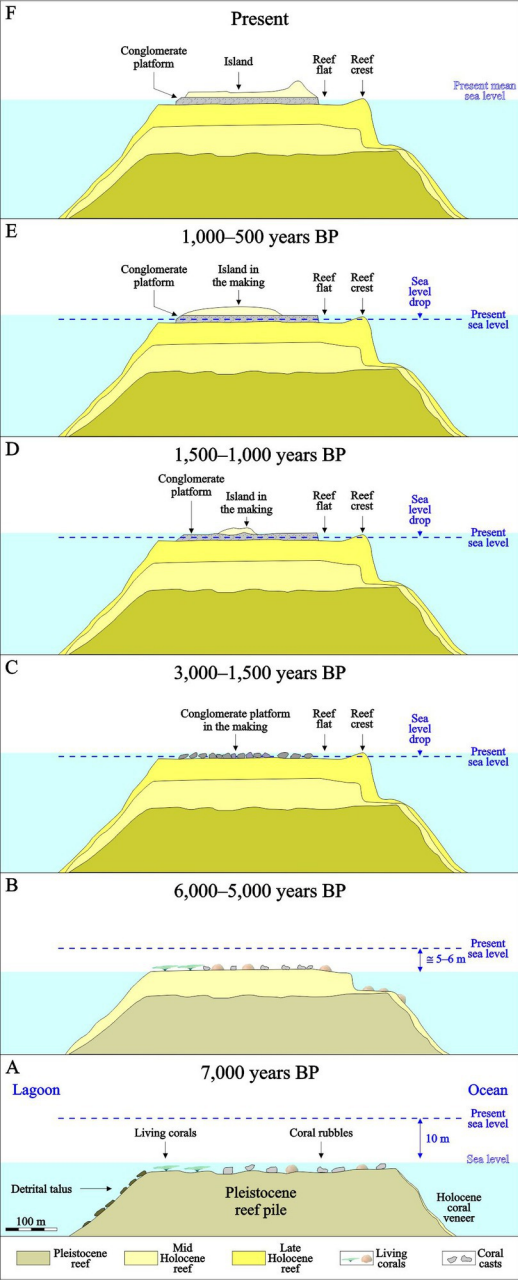 F
Present
Conglomerate
platform
Island
Reef
flat
Reef
crest
Present mean
sea level
E
1,000–500 years BP
Conglomerate
platform
Island in
the making
Reef
flat
Reef
crest
Sea
level
drop
Present
sea level
D
1,500–1,000 years BP
Conglomerate
platform
Island in
the making
Reef
flat
Reef
crest
Sea
level
drop
Present
sea level
C
3,000–1,500 years BP
Conglomerate platform
in the making
Reef
flat
Reef
crest
Sea
level
drop
Present
sea level
B
6,000–5,000 years BP
Present
sea level
≅ 5–6 m
A
7,000 years BP
Lagoon
Ocean
Present
sea level
10 m
Living corals
Coral rubbles
Sea level
Detrital talus
Pleistocene
reef pile
Holocene
coral
veneer
100 m
Pleistocene
reef
Mid
Holocene
reef
Late
Holocene
reef
Living
corals
Coral
casts